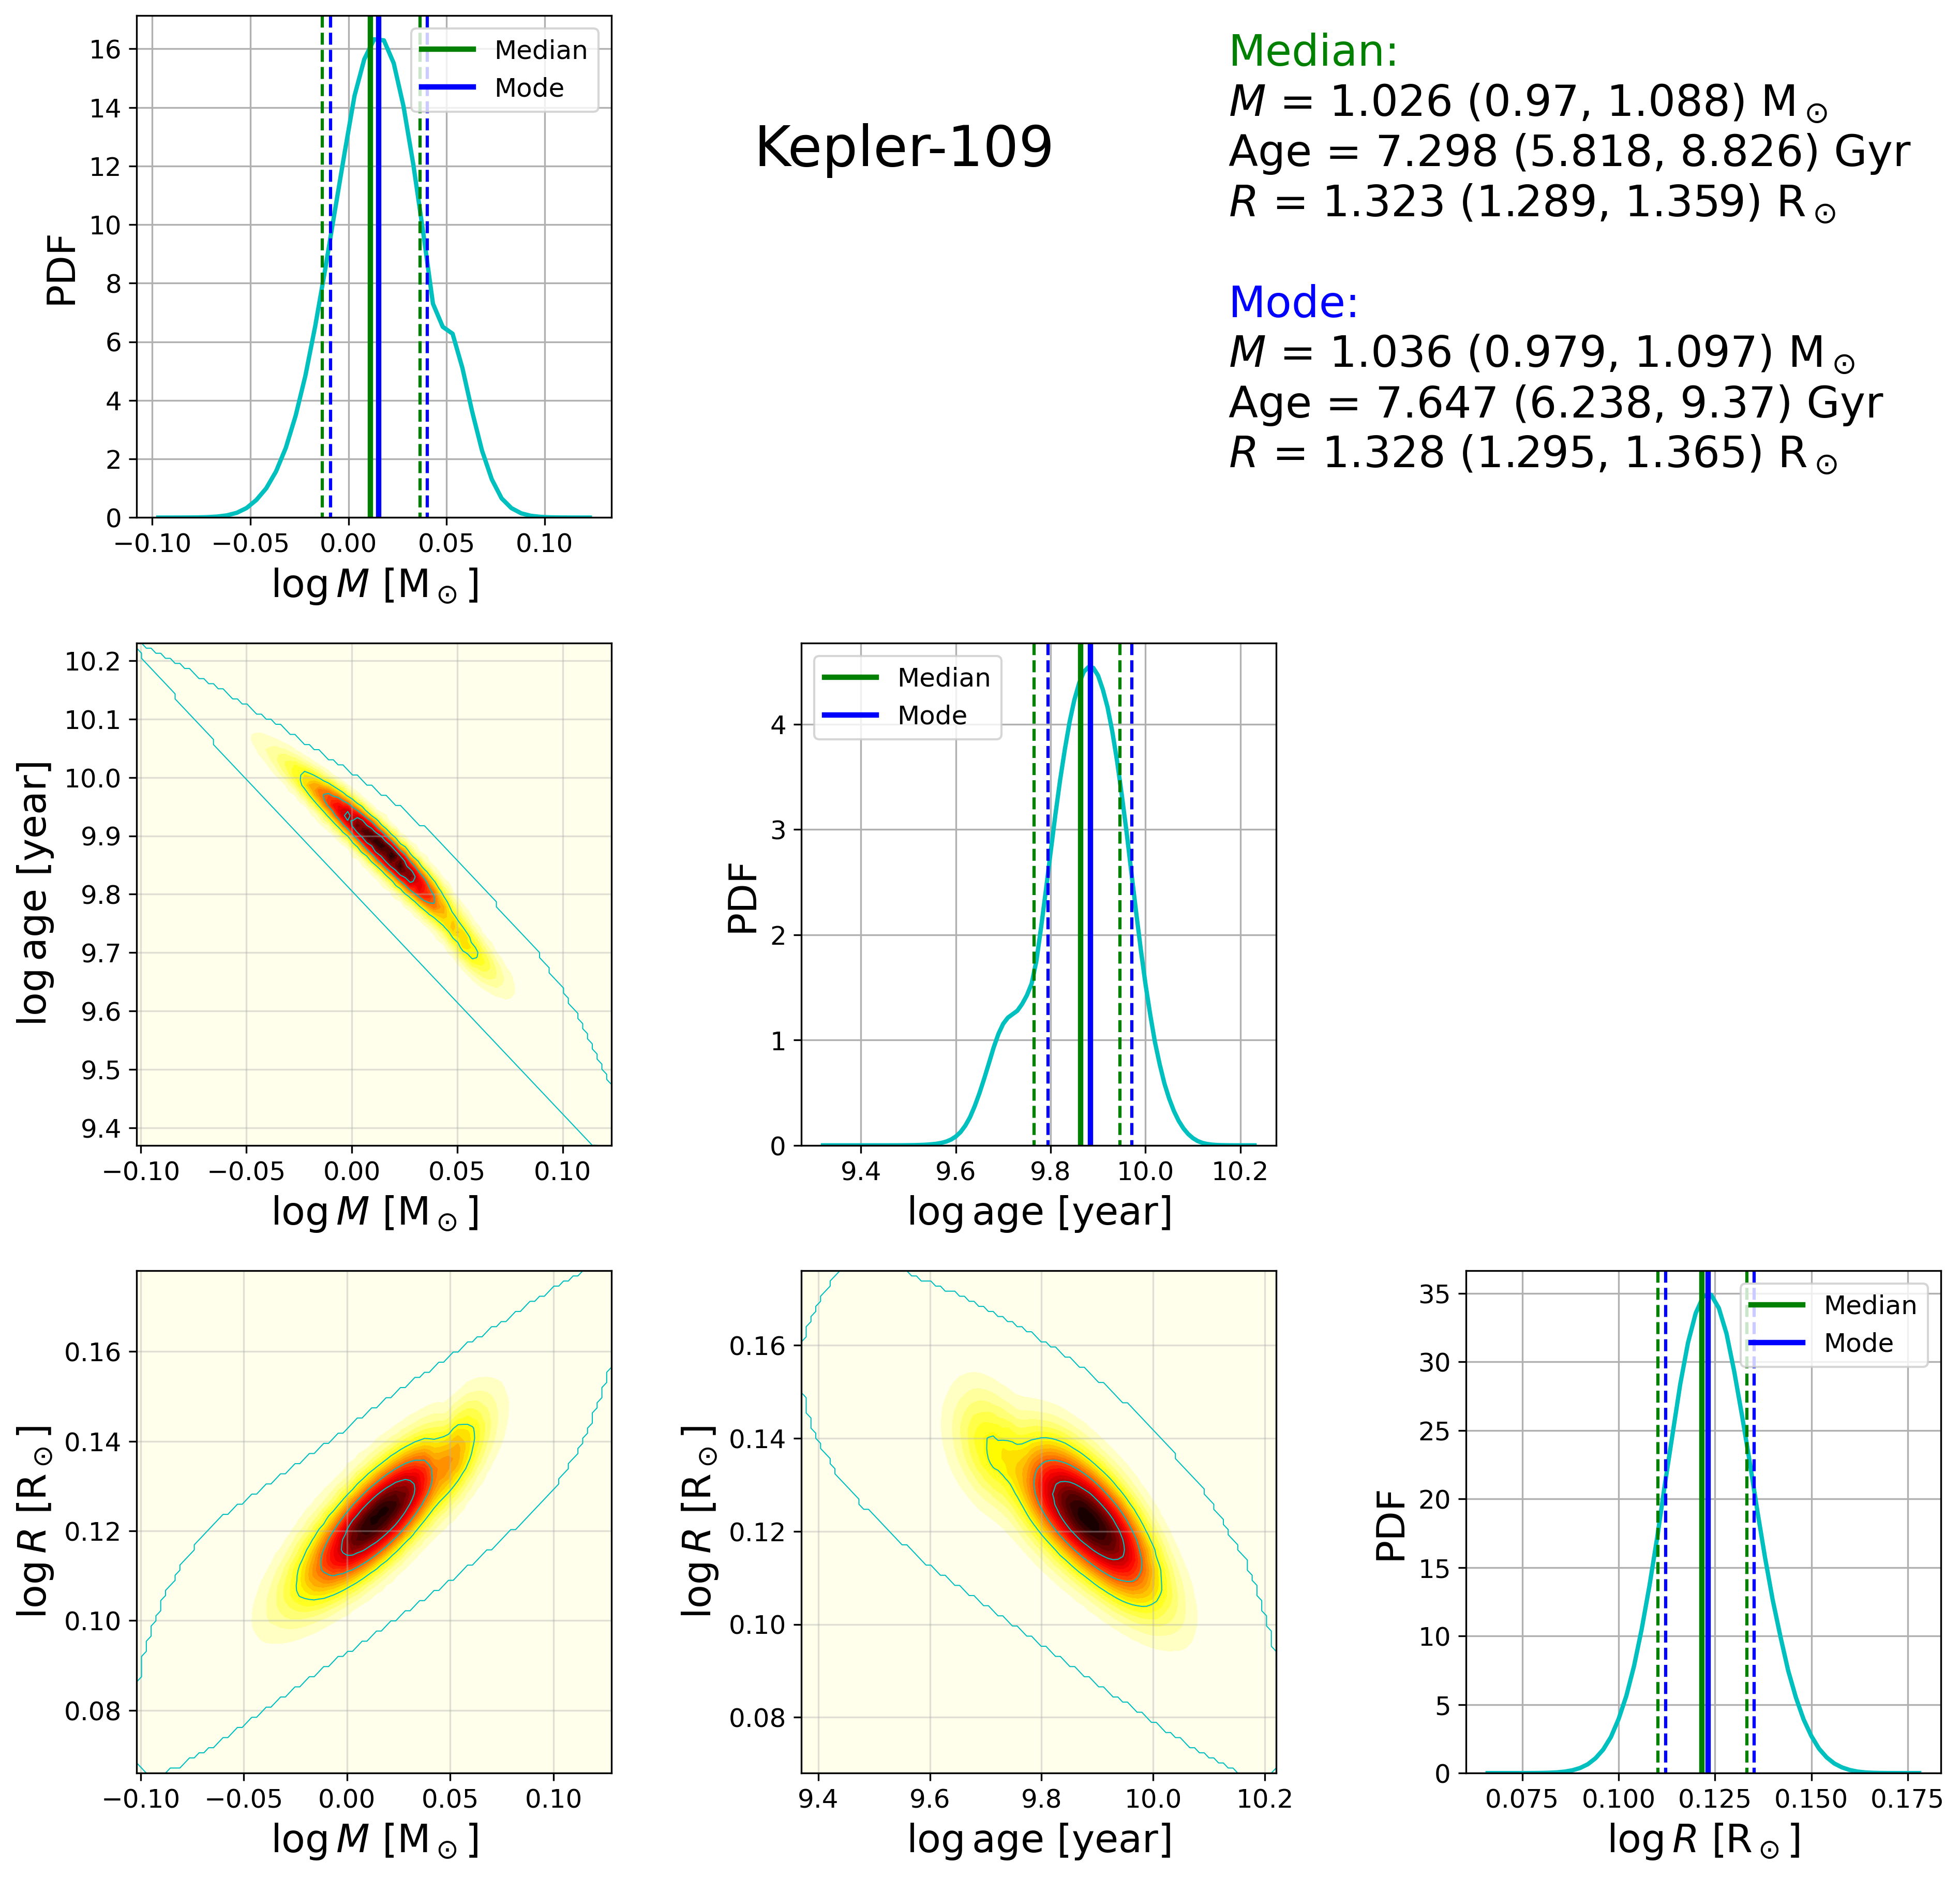 Kepler-109
Median:
M = 1.026 (0.97, 1.088) M⊙
Age = 7.298 (5.818, 8.826) Gyr
R = 1.323 (1.289, 1.359) R⊙
Mode:
M = 1.036 (0.979, 1.097) M⊙
Age = 7.647 (6.238, 9.37) Gyr
R = 1.328 (1.295, 1.365) R⊙
Median
Mode
PDF
16
14
12
10
8
6
4
2
0
−0.10 −0.05 0.00 0.05 0.10
log M [M⊙]
log age [year]
10.2
10.1
10.0
9.9
9.8
9.7
9.6
9.5
9.4
−0.10 −0.05 0.00 0.05 0.10
log M [M⊙]
Median
Mode
PDF
4
3
2
1
0
9.4 9.6 9.8 10.0 10.2
log age [year]
log R [R⊙]
0.16
0.14
0.12
0.10
0.08
−0.10 −0.05 0.00 0.05 0.10
log M [M⊙]
log R [R⊙]
0.16
0.14
0.12
0.10
0.08
9.4 9.6 9.8 10.0 10.2
log age [year]
Median
Mode
PDF
35
30
25
20
15
10
5
0
0.075 0.100 0.125 0.150 0.175
log R [R⊙]